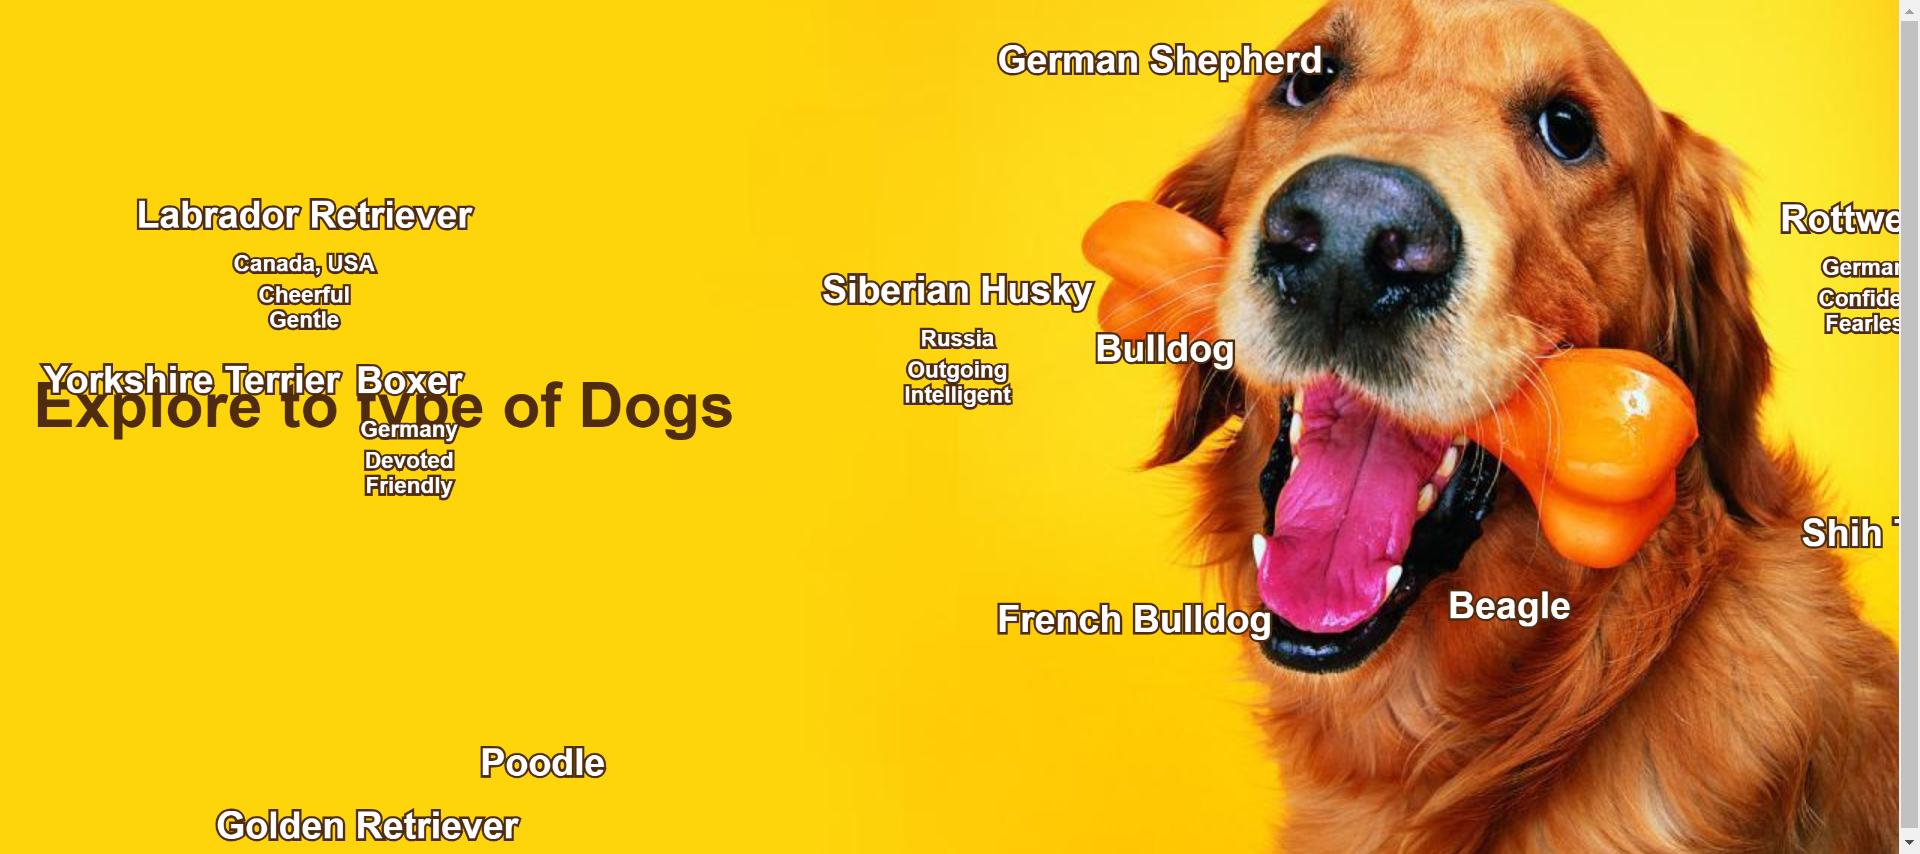 German Shepherd
Labrador Retriever
Canada, USA
Cheerful
Gentle
Rottwe
German
Confide
Fearles
Siberian Husky
Russia
Outgoing
Intelligent
Bulldog
Yorkshire Terrier
Boxer
Explore to type of Dogs
Germany
Devoted
Friendly
Shih
French Bulldog
Beagle
Poodle
Golden Retriever